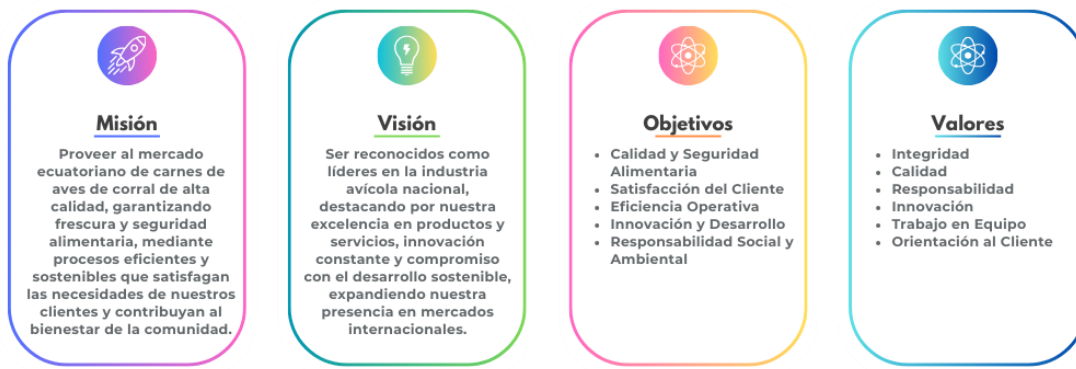 Misión
Proveer al mercado
ecuatoriano de carnes de
aves de corral de alta
calidad, garantizando
frescura y seguridad
alimentaria, mediante
procesos eficientes y
sostenibles que satisfagan
las necesidades de nuestros
clientes y contribuyan al
bienestar de la comunidad.
Visión
Ser reconocidos como
líderes en la industria
avícola nacional,
destacando por nuestra
excelencia en productos y
servicios, innovación
constante y compromiso
con el desarrollo sostenible,
expandiendo nuestra
presencia en mercados
internacionales.
Objetivos
• Calidad y Seguridad
Alimentaria
• Satisfacción del Cliente
• Eficiencia Operativa
• Innovación y Desarrollo
• Responsabilidad Social y
Ambiental
Valores
• Integridad
• Calidad
• Responsabilidad
• Innovación
• Trabajo en Equipo
• Orientación al Cliente